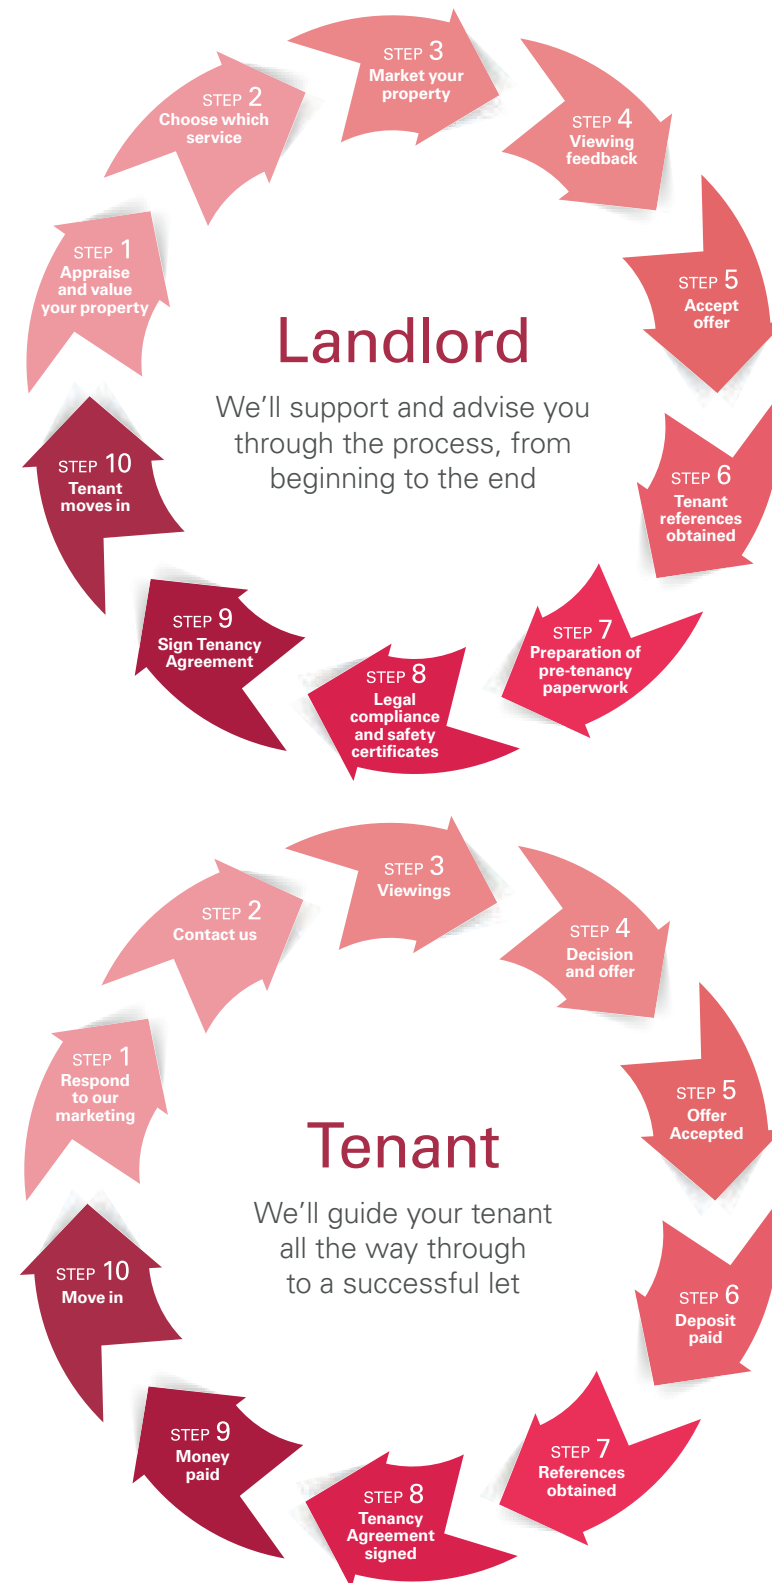 STEP 1
Appraise
and value
your property
STEP 2
Choose which
service
STEP 3
Market your
property
STEP 4
Viewing
feedback
STEP 5
Accept
offer
STEP 6
Tenant
references
obtained
STEP 7
Preparation of
pre-tenancy
paperwork
STEP 8
Legal
compliance
and safety
certificates
STEP 9
Sign Tenancy
Agreement
STEP 10
Tenant
moves in
Landlord
We'll support and advise you
through the process, from
beginning to the end
STEP 1
Respond
to our
marketing
STEP 2
Contact us
STEP 3
Viewings
STEP 4
Decision
and offer
STEP 5
Offer
Accepted
STEP 6
Deposit
paid
STEP 7
References
obtained
STEP 8
Tenancy
Agreement
signed
STEP 9
Money
paid
STEP 10
Move in
Tenant
We'll guide your tenant
all the way through
to a successful let